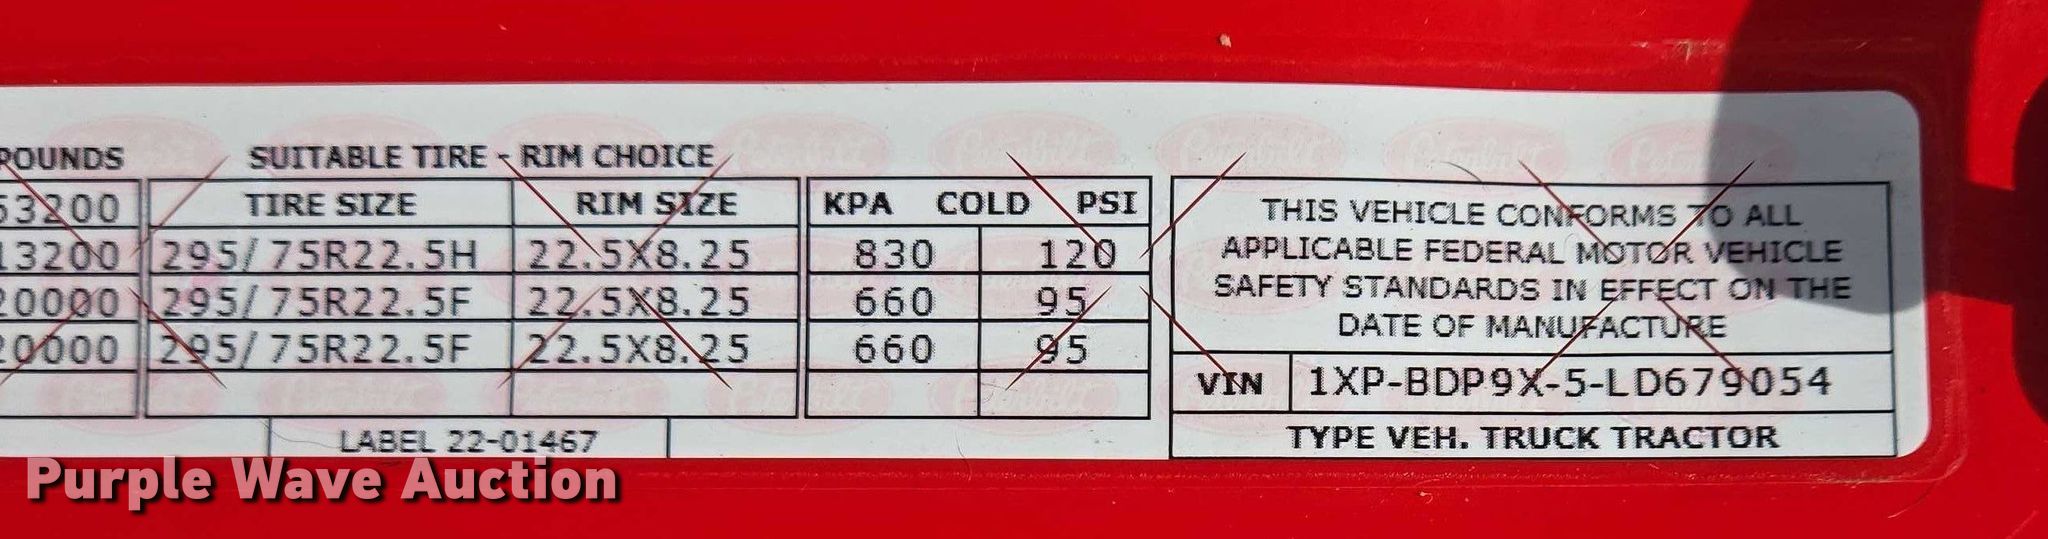 POUNDS SUITABLE TIRE - RIM CHOICE
53200 TIRE SIZE RIM SIZE KPA COLD PSI
13200 295/75R22.5H 22.5X8.25 830 120
20000 295/75R22.5F 22.5X8.25 660 95
20000 295/75R22.5F 22.5X8.25 660 95
LABEL 22-01467
THIS VEHICLE CONFORMS TO ALL
APPLICABLE FEDERAL MOTOR VEHICLE
SAFETY STANDARDS IN EFFECT ON THE
DATE OF MANUFACTURE
VIN 1XP-BDP9X-5-LD679054
TYPE VEH. TRUCK TRACTOR
Purple Wave Auction